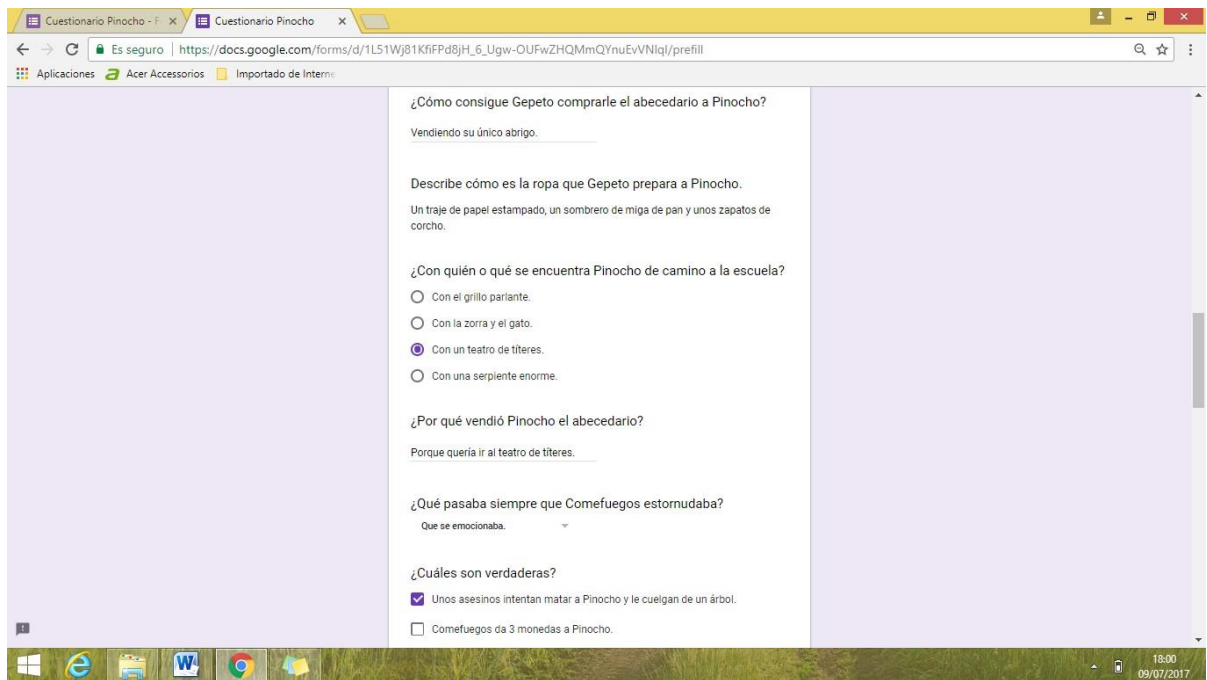 Cuestionario Pinocho - F
Cuestionario Pinocho
Es seguro
https://docs.google.com/forms/d/1L51Wj81KfiFPd8jH_6_Ugw-OUFwZHQMmQYnuEvVNlqI/prefill
Aplicaciones
Acer Accessorios
Importado de Interne
¿Cómo consigue Gepeto comprarle el abecedario a Pinocho?
Vendiendo su único abrigo.
Describe cómo es la ropa que Gepeto prepara a Pinocho.
Un traje de papel estampado, un sombrero de miga de pan y unos zapatos de
corcho.
¿Con quién o qué se encuentra Pinocho de camino a la escuela?
Con el grillo parlante.
Con la zorra y el gato.
Con un teatro de títeres.
Con una serpiente enorme.
¿Por qué vendió Pinocho el abecedario?
Porque quería ir al teatro de títeres.
¿Qué pasaba siempre que Comefuegos estornudaba?
Que se emocionaba.
¿Cuáles son verdaderas?
Unos asesinos intentan matar a Pinocho y le cuelgan de un árbol.
Comefuegos da 3 monedas a Pinocho.
18:00
09/07/2017